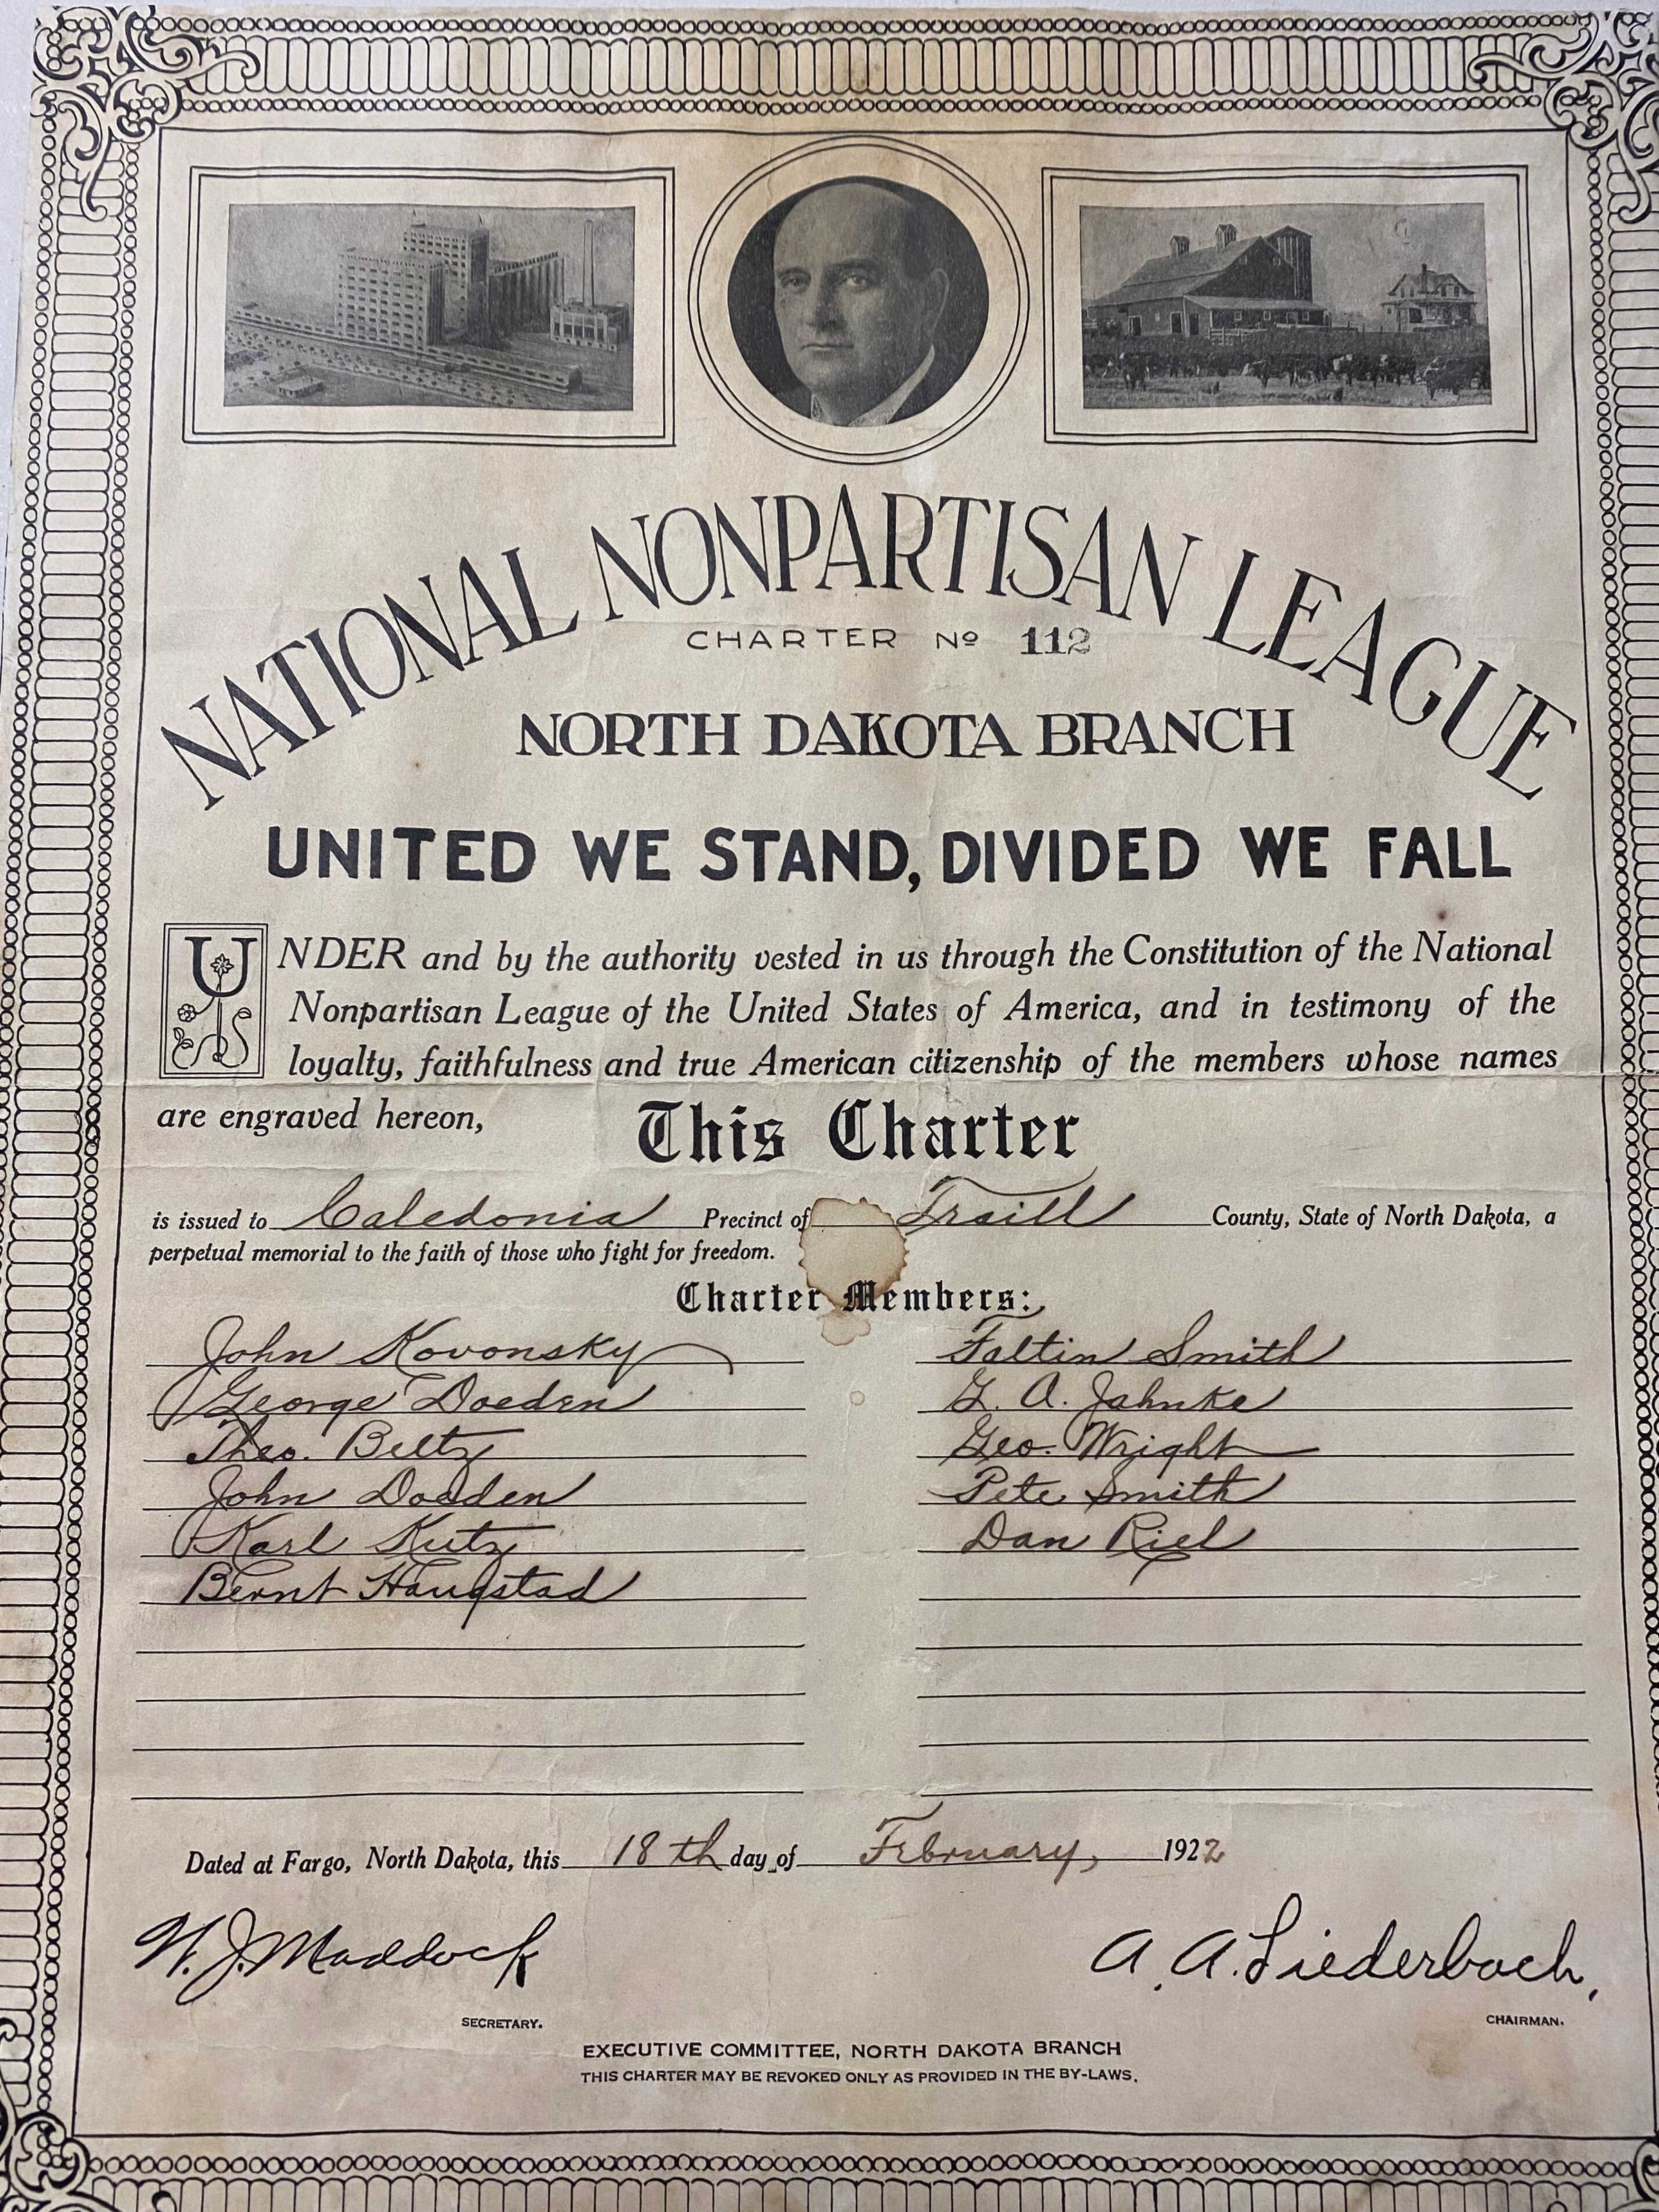 NATIONAL NONPARTISAN LEAGUE
CHARTER Nº 112
NORTH DAKOTA BRANCH
UNITED WE STAND, DIVIDED WE FALL
UNDER and by the authority vested in us through the Constitution of the National
Nonpartisan League of the United States of America, and in testimony of the
loyalty, faithfulness and true American citizenship of the members whose names
are engraved hereon, This Charter
is issued to Caledonia Precinct of Traill County, State of North Dakota, a
perpetual memorial to the faith of those who fight for freedom.
Charter Members:
John Kovonsky
George Doeden
Theo. Beltz
John Doeden
Karl Kutz
Bernt Haugstad
Faltin Smith
G. A. Jahnke
Geo. Wright
Pete Smith
Dan Riel
Dated at Fargo, North Dakota, this 18th day of February, 1922
W. J. Maddock
SECRETARY.
A. A. Liederbach,
CHAIRMAN.
EXECUTIVE COMMITTEE, NORTH DAKOTA BRANCH
THIS CHARTER MAY BE REVOKED ONLY AS PROVIDED IN THE BY-LAWS.